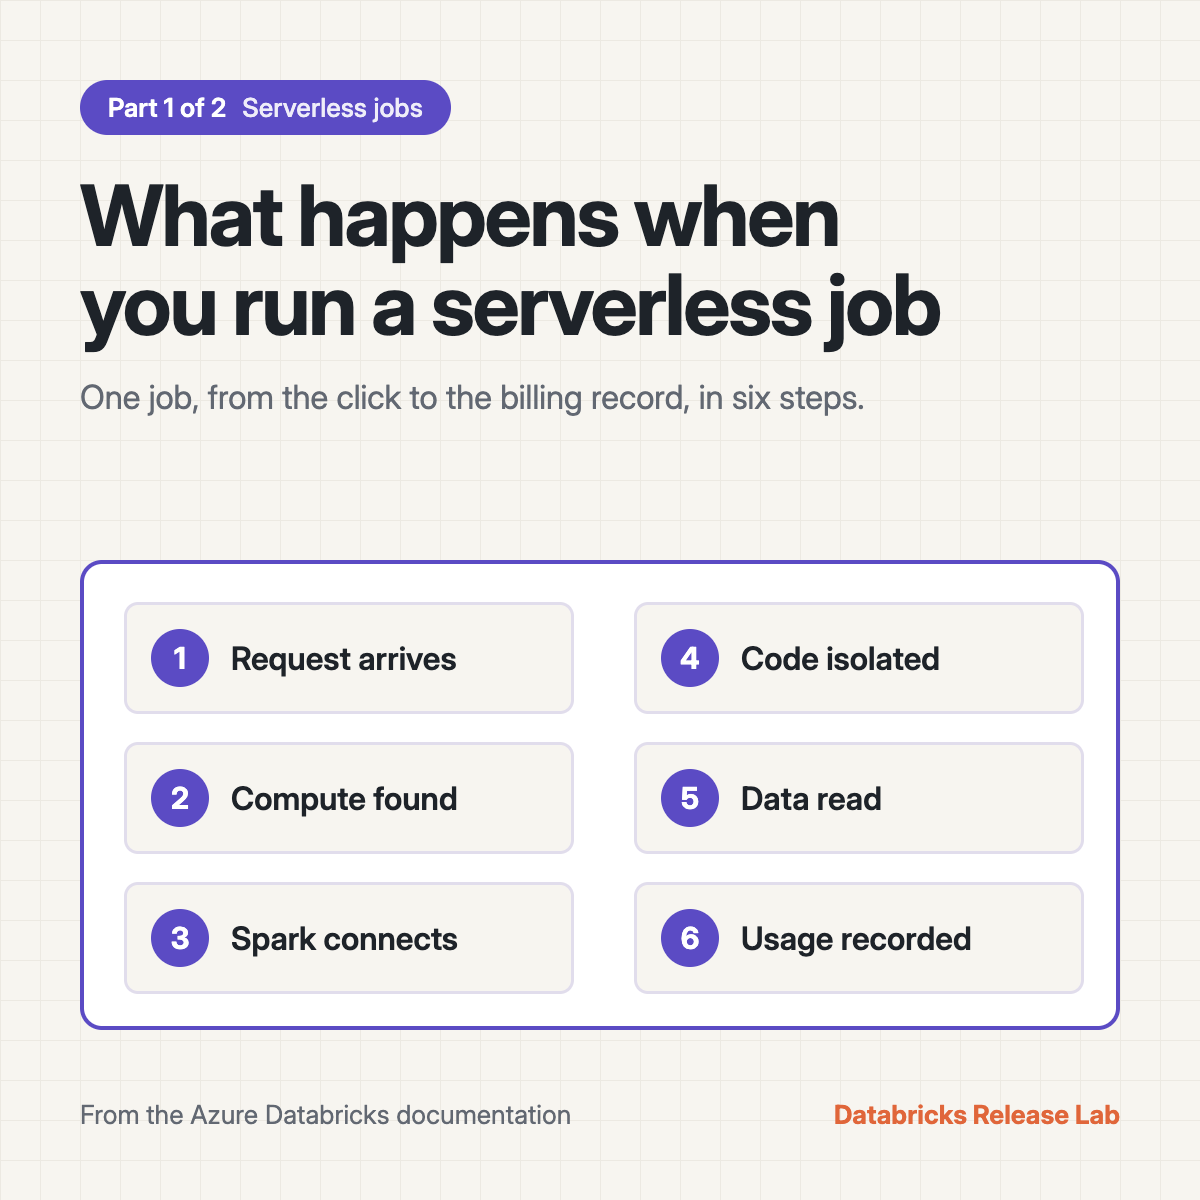 Part 1 of 2 Serverless jobs
What happens when
you run a serverless job
One job, from the click to the billing record, in six steps.
1 Request arrives
2 Compute found
3 Spark connects
4 Code isolated
5 Data read
6 Usage recorded
From the Azure Databricks documentation
Databricks Release Lab